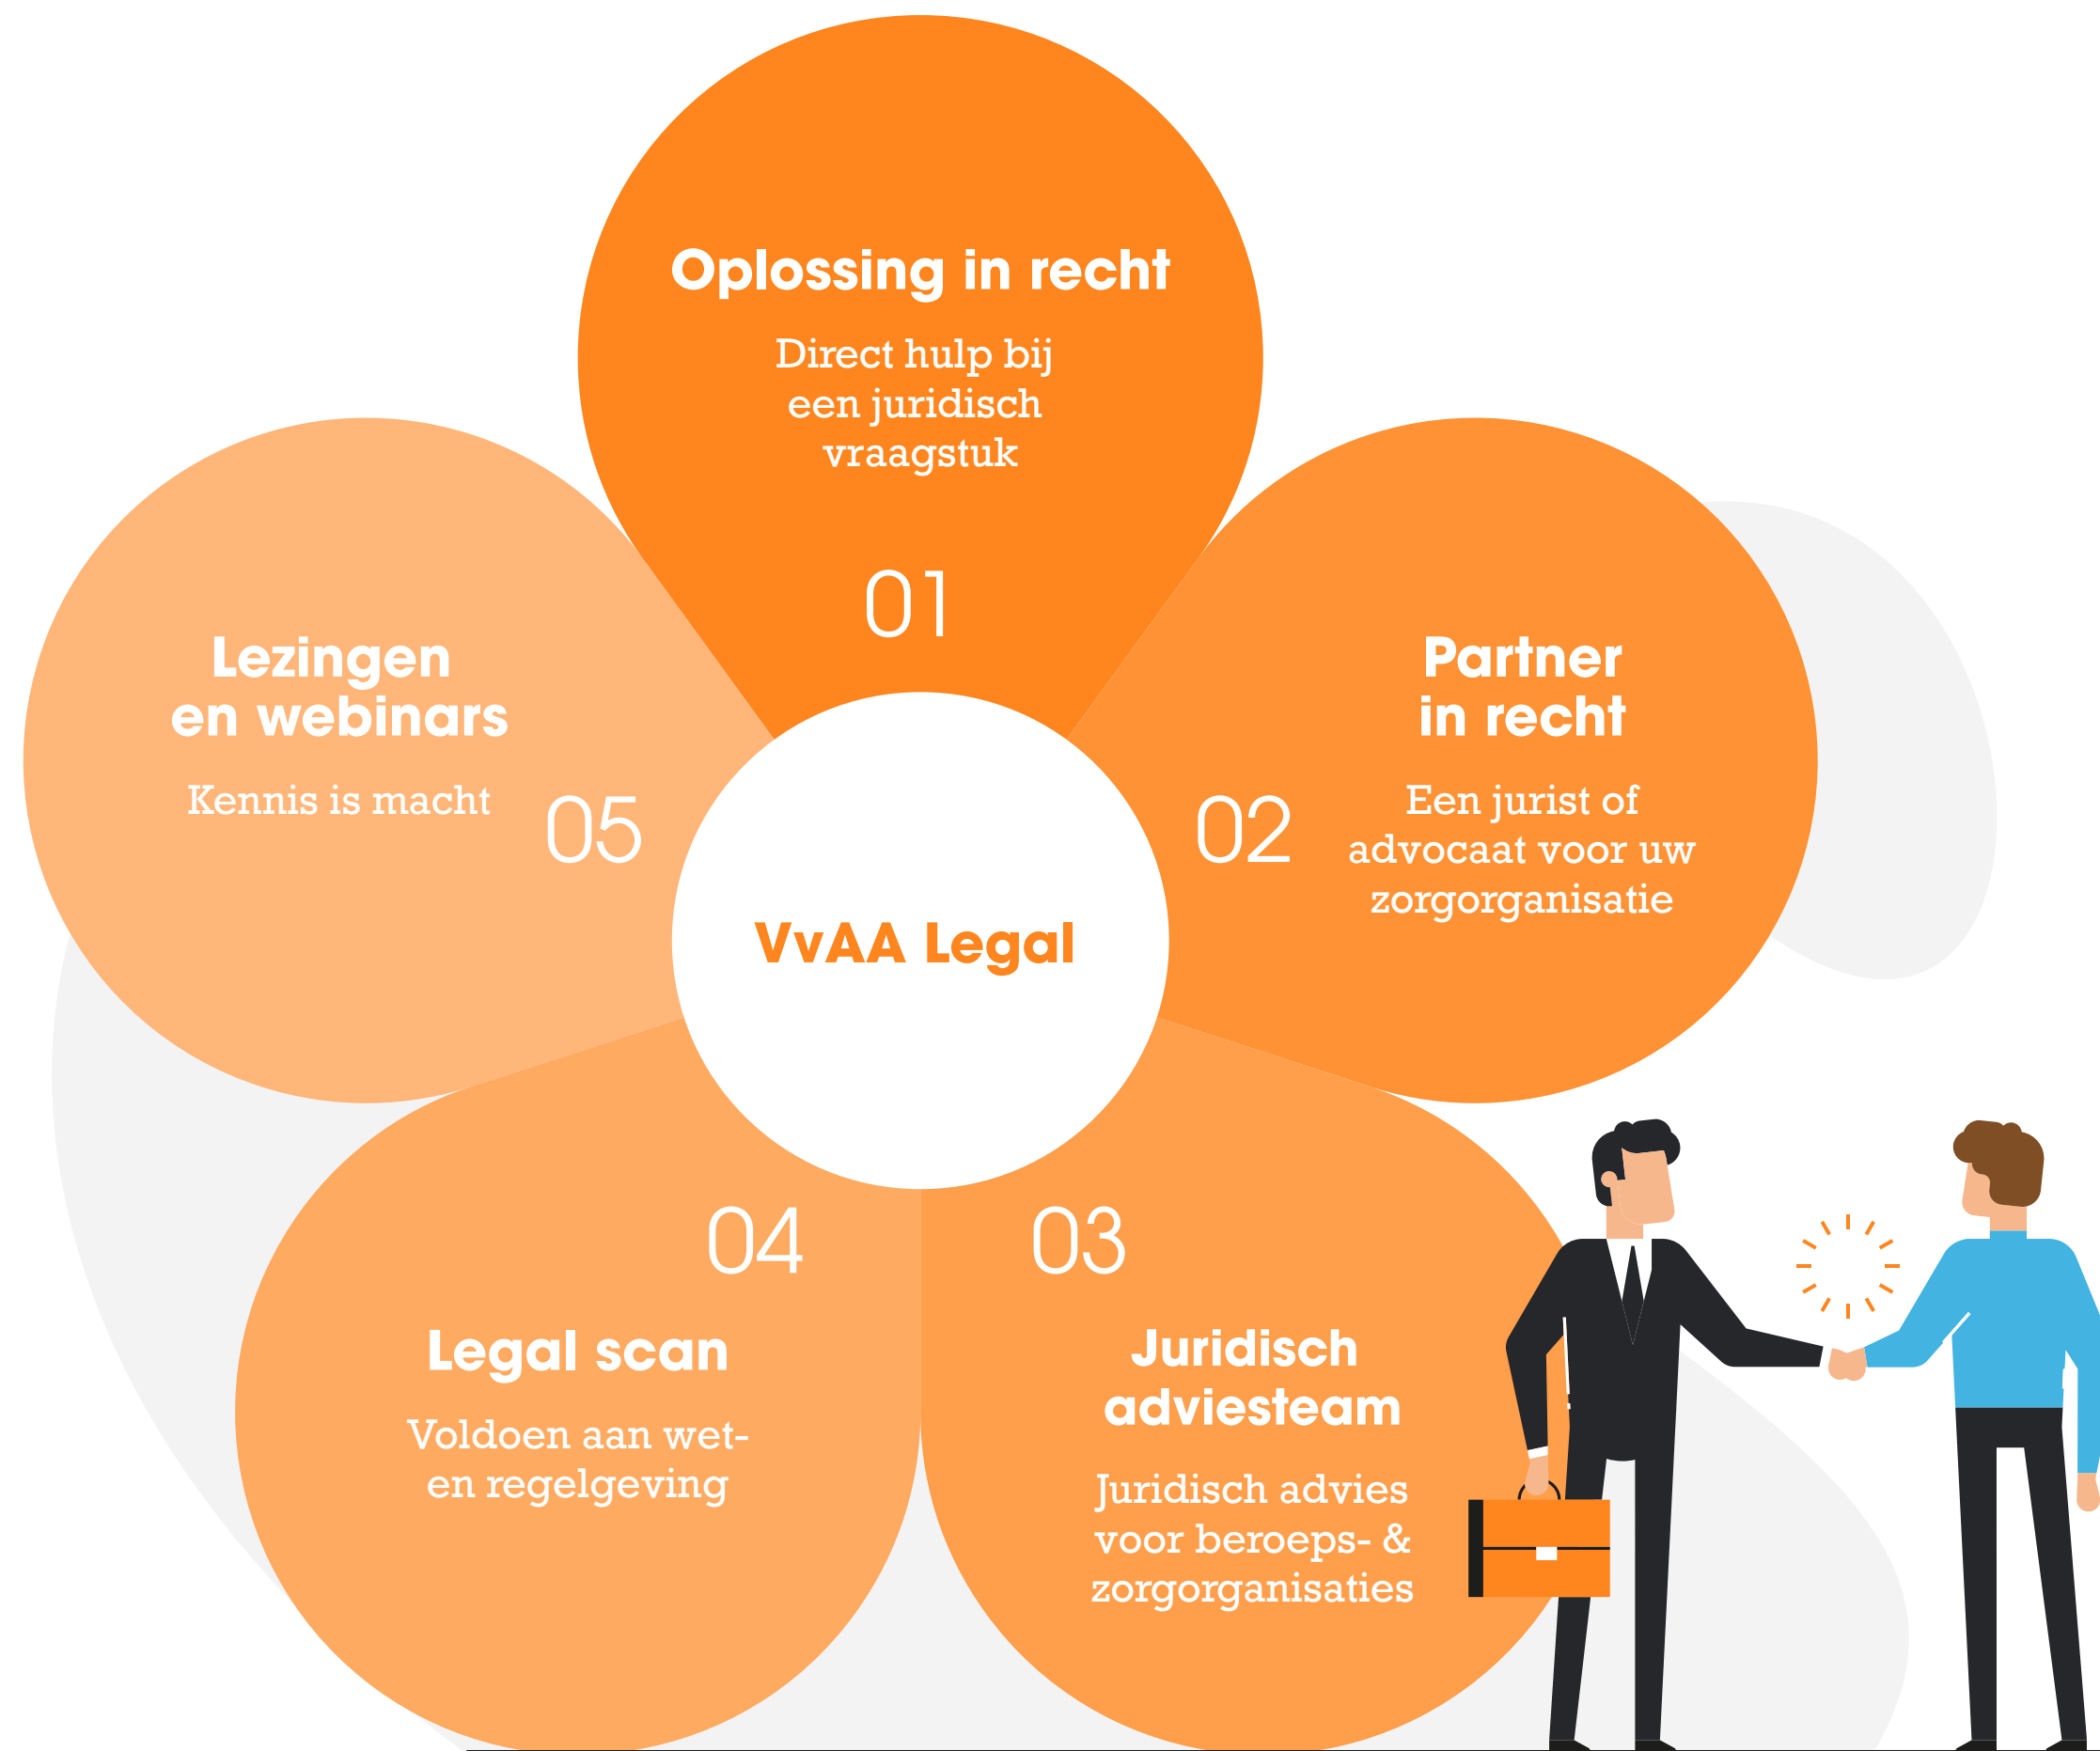 Oplossing in recht
Direct hulp bij
een juridisch
vraagstuk
01
Partner
in recht
Een jurist of
advocaat voor uw
zorgorganisatie
02
03
Juridisch
adviesteam
Juridisch advies
voor beroeps- &
zorgorganisaties
04
Legal scan
Voldoen aan wet-
en regelgeving
Lezingen
en webinars
Kennis is macht
05
VvAA Legal